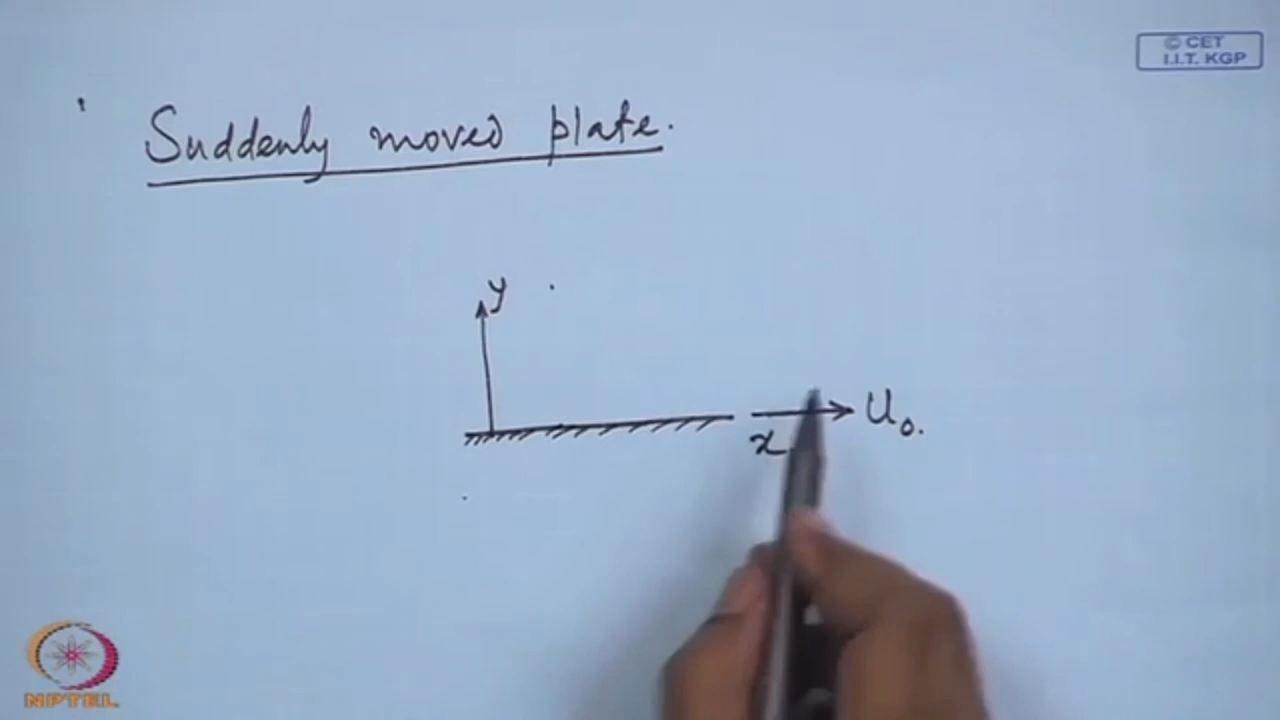 © CET
I.I.T. KGP
Suddenly moved plate.
y
x
U₀.
NPTEL